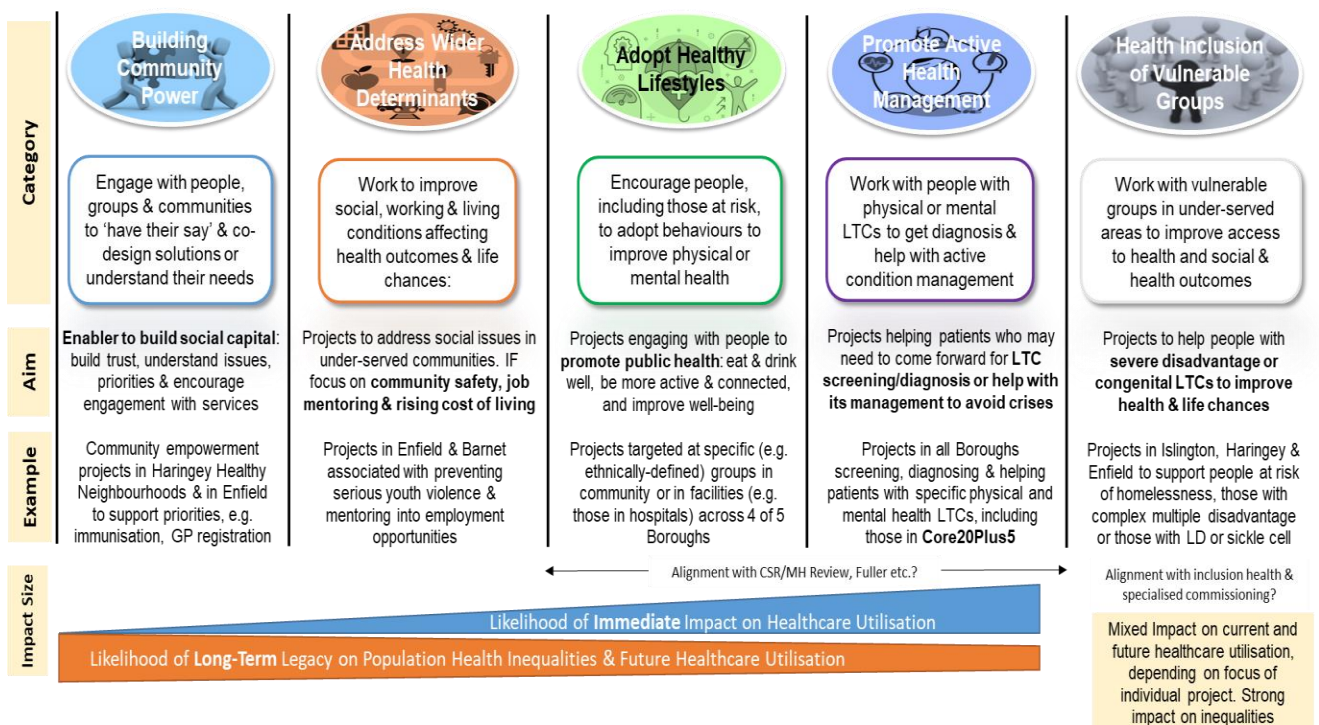 Category
Building
Community
Power
Address Wider
Health
Determinants
Adopt Healthy
Lifestyles
Promote Active
Health
Management
Health Inclusion
of Vulnerable
Groups
Engage with people,
groups & communities
to ‘have their say’ & co-
design solutions or
understand their needs
Work to improve
social, working & living
conditions affecting
health outcomes & life
chances:
Encourage people,
including those at risk,
to adopt behaviours to
improve physical or
mental health
Work with people with
physical or mental
LTCs to get diagnosis &
help with active
condition management
Work with vulnerable
groups in under-served
areas to improve access
to health and social &
health outcomes
Aim
Enabler to build social capital:
build trust, understand issues,
priorities & encourage
engagement with services
Projects to address social issues in
under-served communities. IF
focus on community safety, job
mentoring & rising cost of living
Projects engaging with people to
promote public health: eat & drink
well, be more active & connected,
and improve well-being
Projects helping patients who may
need to come forward for LTC
screening/diagnosis or help with
its management to avoid crises
Projects to help people with
severe disadvantage or
congenital LTCs to improve
health & life chances
Example
Community empowerment
projects in Haringey Healthy
Neighbourhoods & in Enfield
to support priorities, e.g.
immunisation, GP registration
Projects in Enfield & Barnet
associated with preventing
serious youth violence &
mentoring into employment
opportunities
Projects targeted at specific (e.g.
ethnically-defined) groups in
community or in facilities (e.g.
those in hospitals) across 4 of 5
Boroughs
Projects in all Boroughs
screening, diagnosing & helping
patients with specific physical and
mental health LTCs, including
those in Core20Plus5
Projects in Islington, Haringey &
Enfield to support people at risk
of homelessness, those with
complex multiple disadvantage
or those with LD or sickle cell
Impact Size
Alignment with CSR/MH Review, Fuller etc.?
Likelihood of Immediate Impact on Healthcare Utilisation
Likelihood of Long-Term Legacy on Population Health Inequalities & Future Healthcare Utilisation
Alignment with inclusion health &
specialised commissioning?
Mixed Impact on current and
future healthcare utilisation,
depending on focus of
individual project. Strong
impact on inequalities